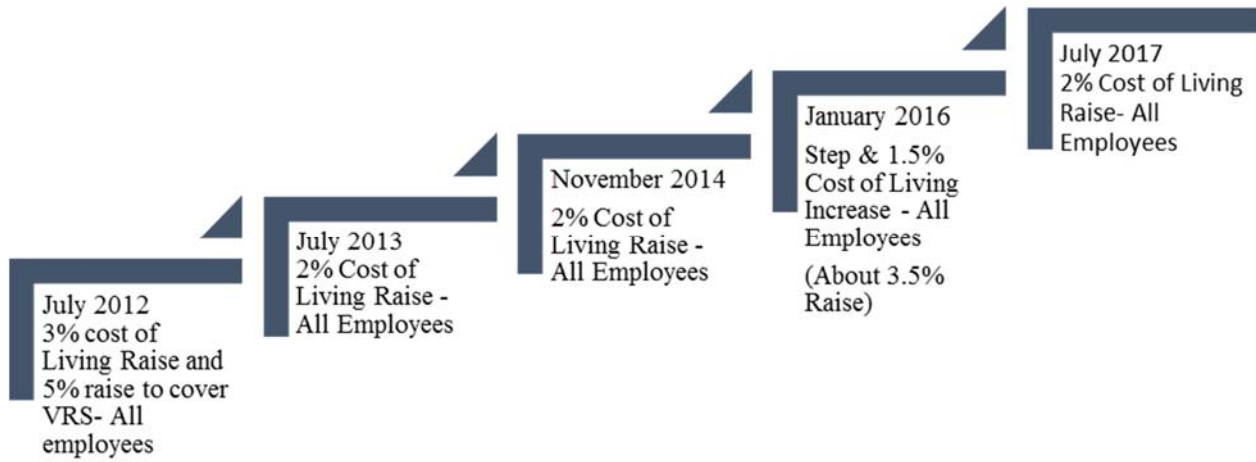 July 2012
3% cost of
Living Raise and
5% raise to cover
VRS- All
employees
July 2013
2% Cost of
Living Raise -
All Employees
November 2014
2% Cost of
Living Raise -
All Employees
January 2016
Step & 1.5%
Cost of Living
Increase - All
Employees
(About 3.5%
Raise)
July 2017
2% Cost of Living
Raise- All
Employees